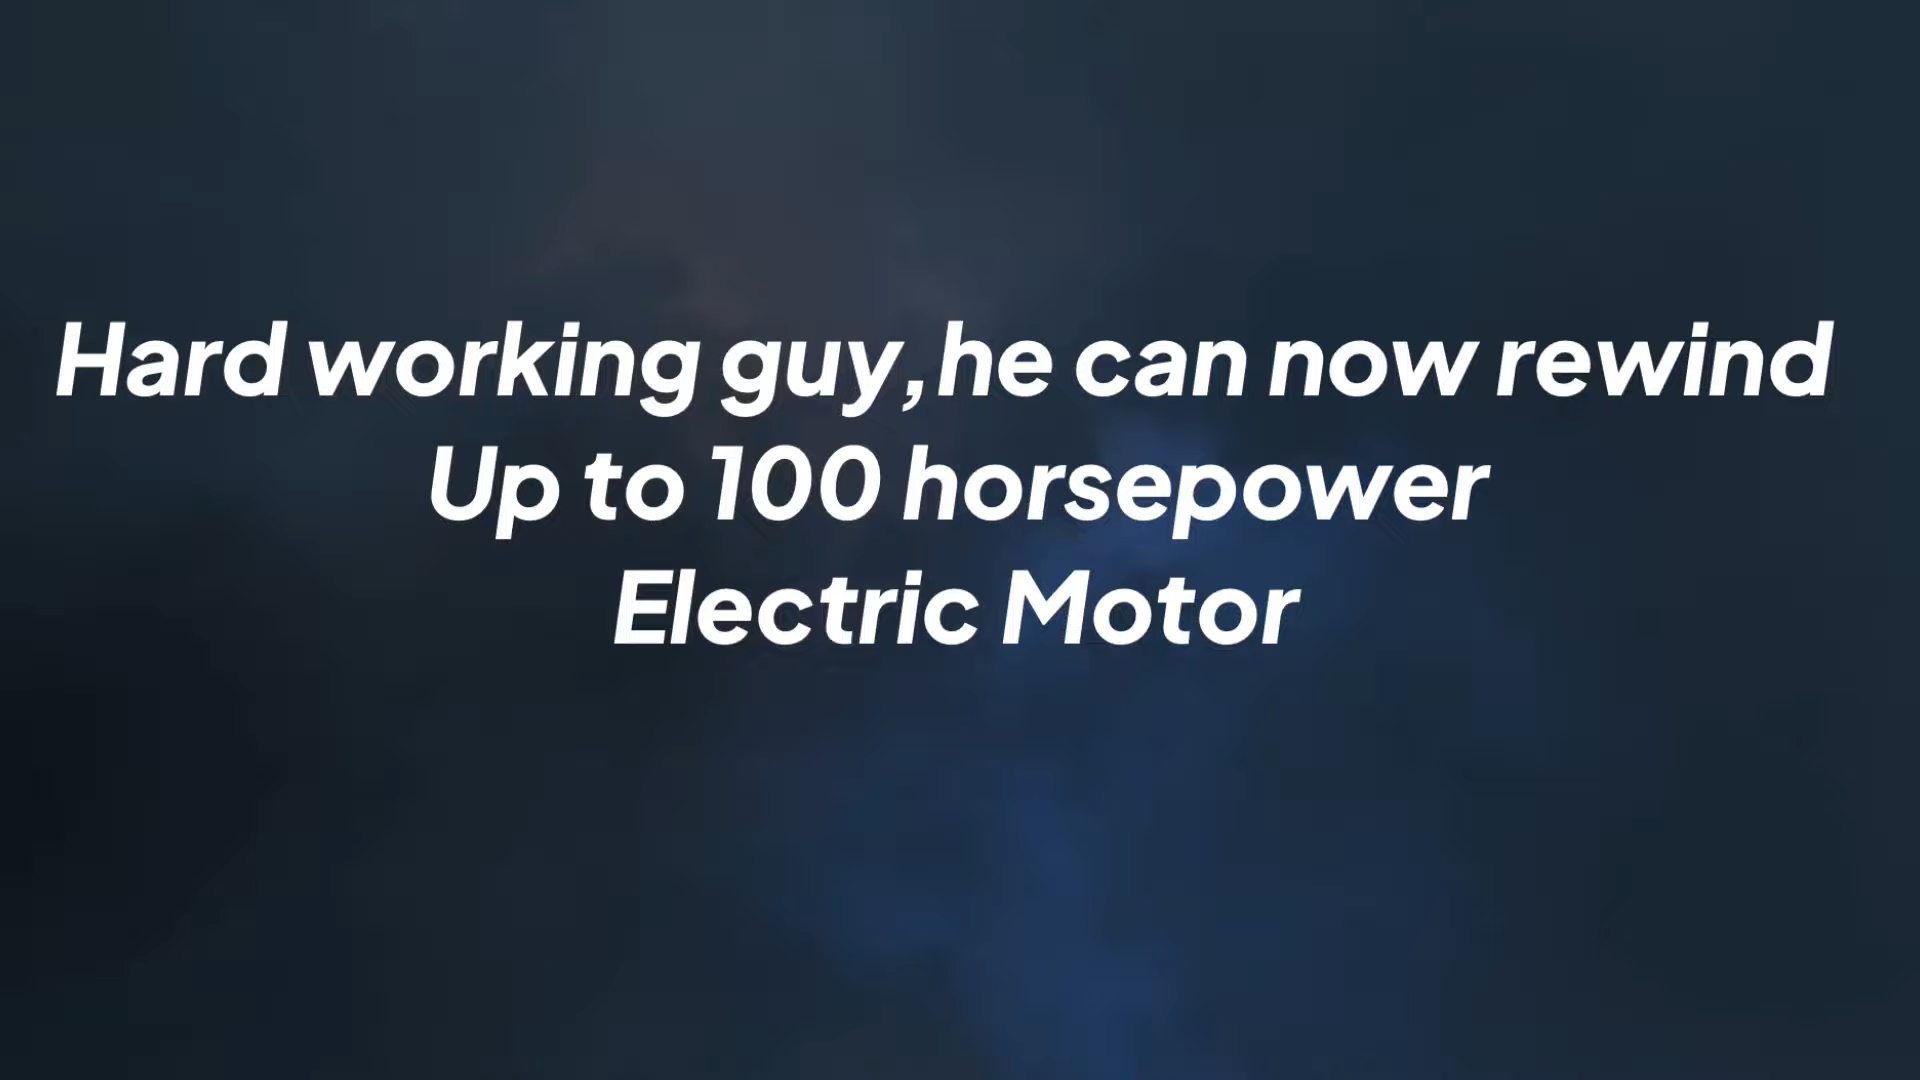 Hard working guy,he can now rewind
Up to 100 horsepower
Electric Motor